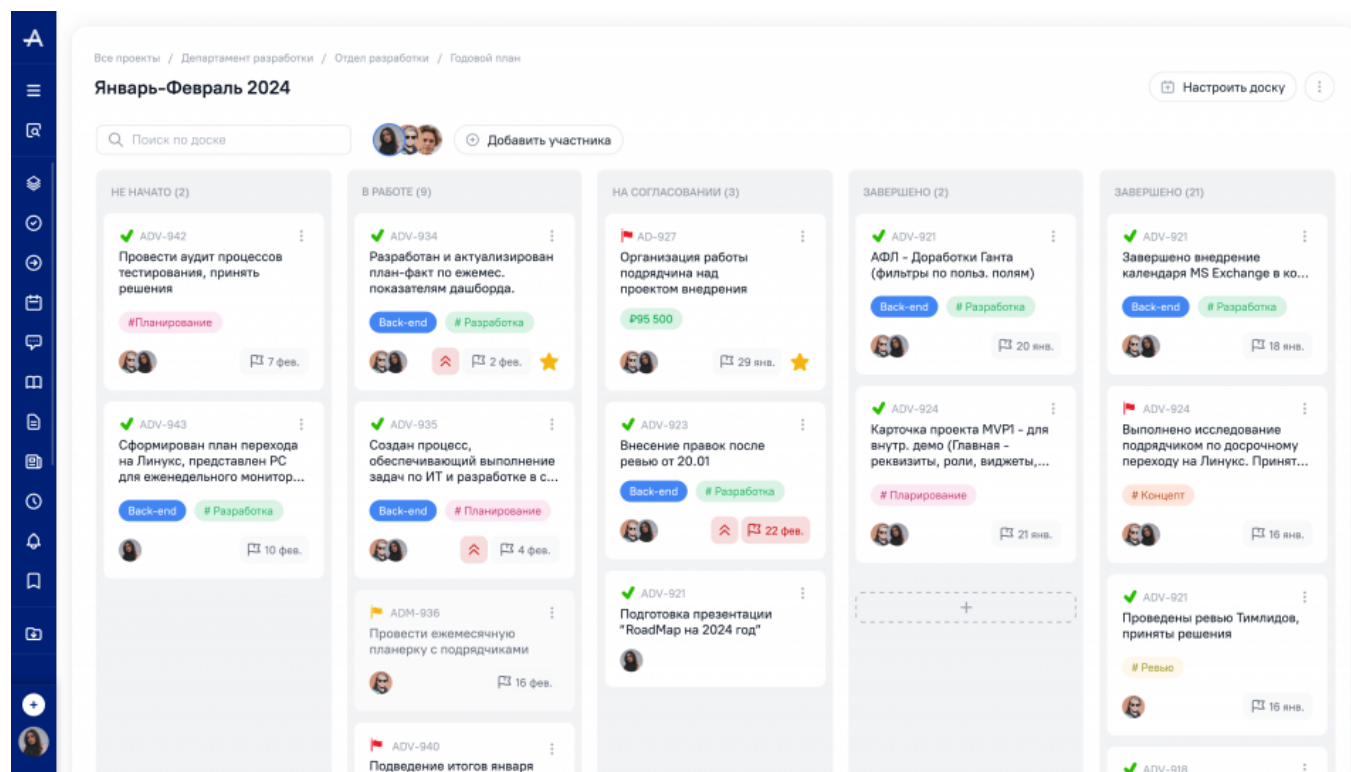 Все проекты / Департамент разработки / Отдел разработки / Годовой план
Январь-Февраль 2024
Настроить доску
Поиск по доске
Добавить участника
НЕ НАЧАТО (2)
ADV-942
Провести аудит процессов
тестирования, принять
решения
#Планирование
7 фев.
ADV-943
Сформирован план перехода
на Линукс, представлен РС
для еженедельного монитор...
Back-end # Разработка
10 фев.
В РАБОТЕ (9)
ADV-934
Разработан и актуализирован
план-факт по ежемес.
показателям дашборда.
Back-end # Разработка
2 фев.
ADV-935
Создан процесс,
обеспечивающий выполнение
задач по ИТ и разработке в с...
Back-end # Планирование
4 фев.
ADM-936
Провести ежемесячную
планерку с подрядчиками
16 фев.
ADV-940
Подведение итогов января
НА СОГЛАСОВАНИИ (3)
AD-927
Организация работы
подрядчина над
проектом внедрения
₽95 500
29 янв.
ADV-923
Внесение правок после
ревью от 20.01
Back-end # Разработка
22 фев.
ADV-921
Подготовка презентации
"RoadMap на 2024 год"
ЗАВЕРШЕНО (2)
ADV-921
АФЛ - Доработки Ганта
(фильтры по польз. полям)
Back-end # Разработка
20 янв.
ADV-924
Карточка проекта MVP1 - для
внутр. демо (Главная -
реквизиты, роли, виджеты,...
# Пларирование
21 янв.
ЗАВЕРШЕНО (21)
ADV-921
Завершено внедрение
календаря MS Exchange в ко...
Back-end # Разработка
18 янв.
ADV-924
Выполнено исследование
подрядчиком по досрочному
переходу на Линукс. Принят...
# Концепт
16 янв.
ADV-921
Проведены ревью Тимлидов,
приняты решения
# Ревью
16 янв.
ADV-918